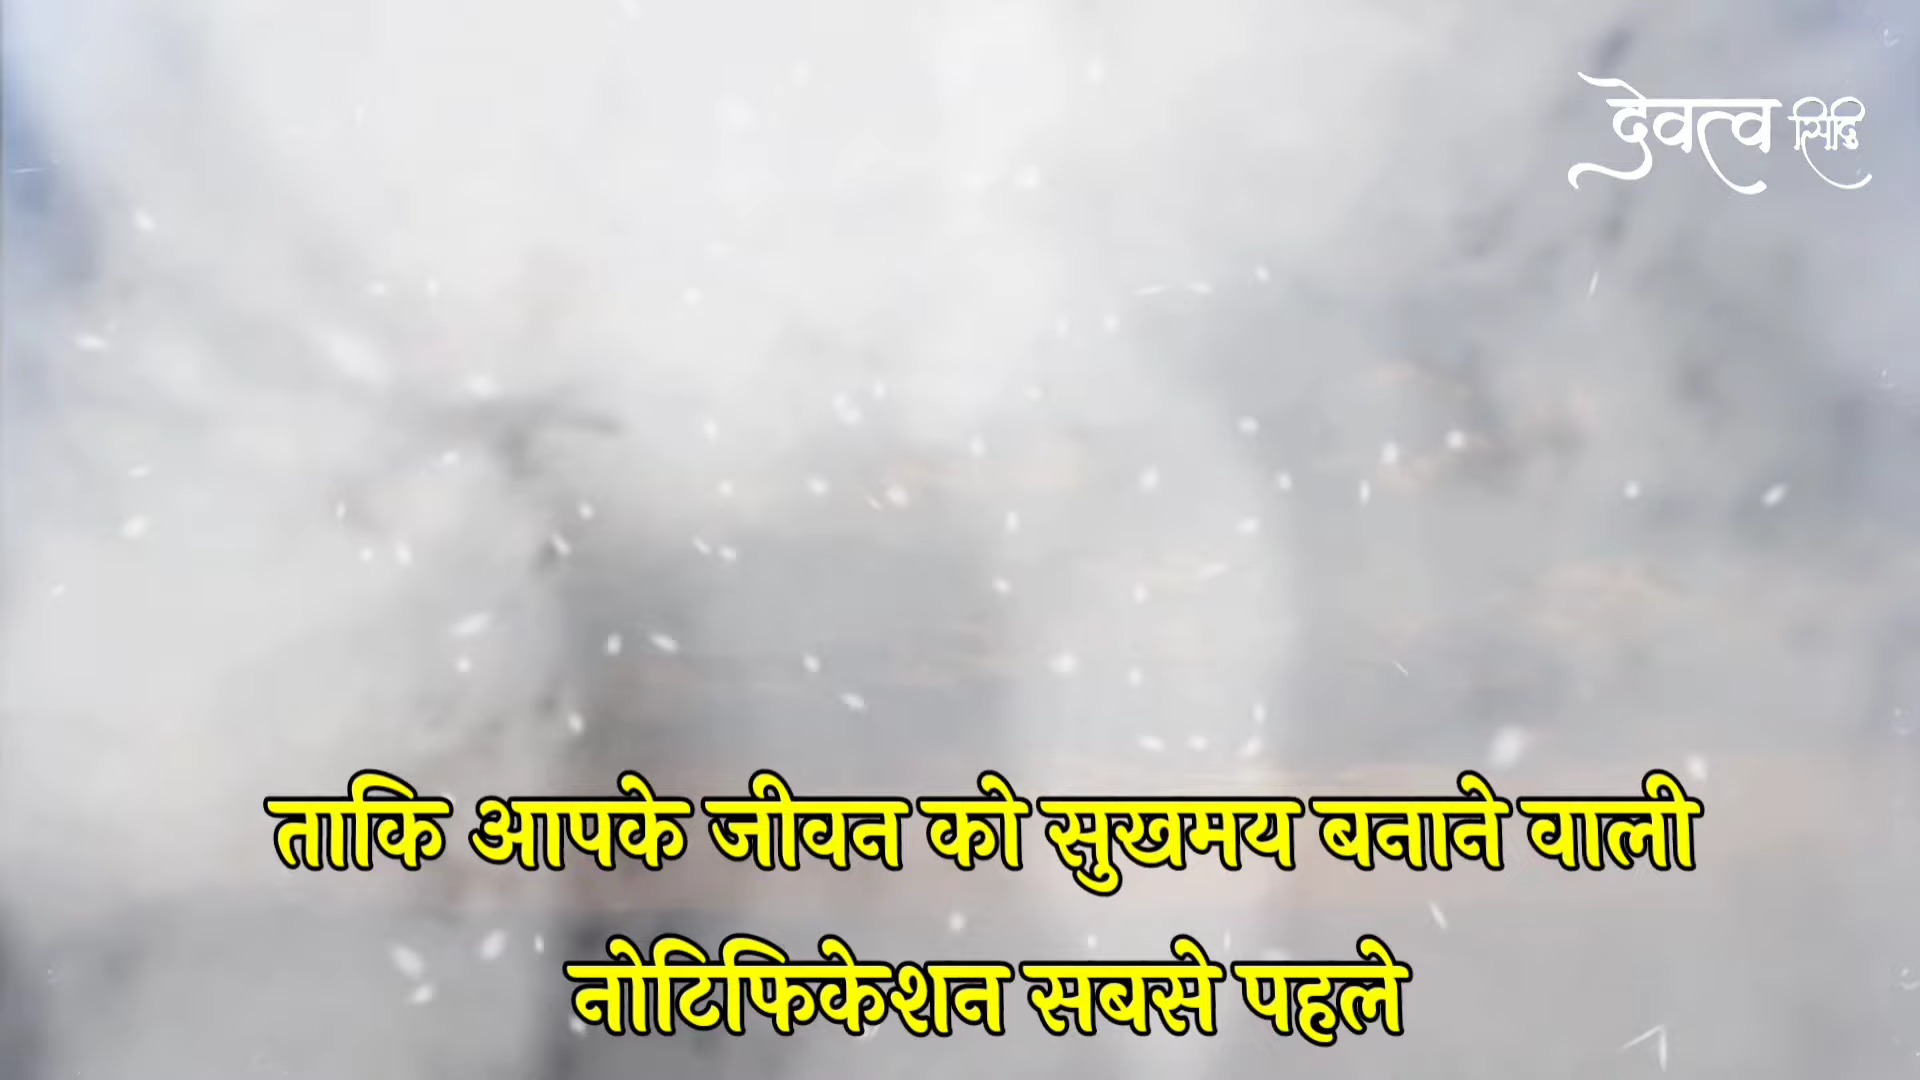 देवत्व सिद्धि
ताकि आपके जीवन को सुखमय बनाने वाली
नोटिफिकेशन सबसे पहले